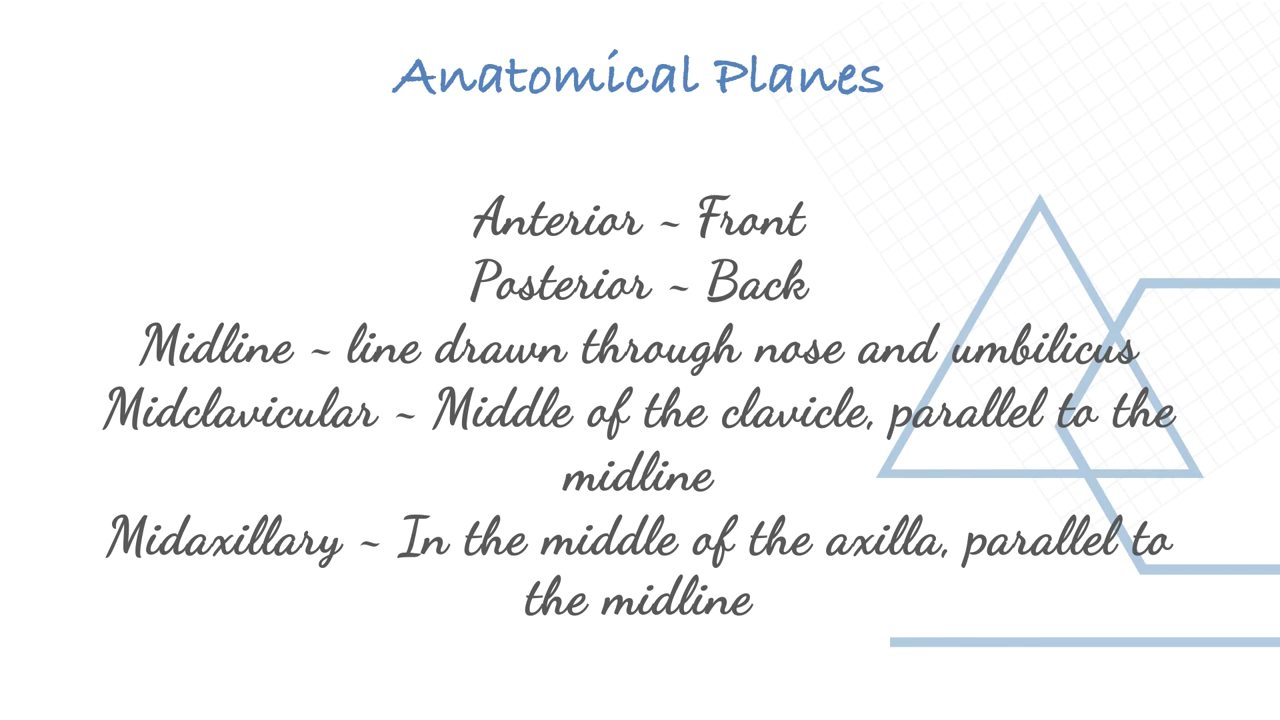 Anatomical Planes
Anterior ~ Front
Posterior ~ Back
Midline ~ line drawn through nose and umbilicus
Midclavicular ~ Middle of the clavicle, parallel to the
midline
Midaxillary ~ In the middle of the axilla, parallel to
the midline